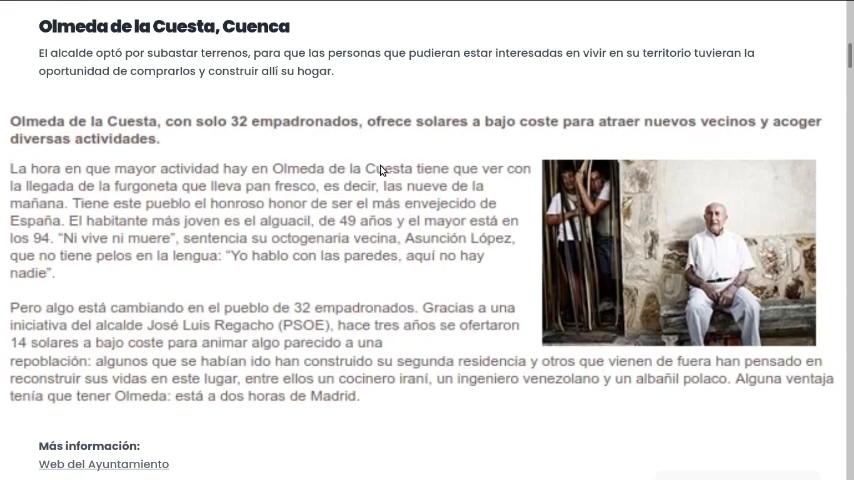 Olmeda de la Cuesta, Cuenca
El alcalde optó por subastar terrenos, para que las personas que pudieran estar interesadas en vivir en su territorio tuvieran la
oportunidad de comprarlos y construir allí su hogar.
Olmeda de la Cuesta, con solo 32 empadronados, ofrece solares a bajo coste para atraer nuevos vecinos y acoger
diversas actividades.
La hora en que mayor actividad hay en Olmeda de la Cuesta tiene que ver con
la llegada de la furgoneta que lleva pan fresco, es decir, las nueve de la
mañana. Tiene este pueblo el honroso honor de ser el más envejecido de
España. El habitante más joven es el alguacil, de 49 años y el mayor está en
los 94. "Ni vive ni muere", sentencia su octogenaria vecina, Asunción López,
que no tiene pelos en la lengua: "Yo hablo con las paredes, aquí no hay
nadie".
Pero algo está cambiando en el pueblo de 32 empadronados. Gracias a una
iniciativa del alcalde José Luis Regacho (PSOE), hace tres años se ofertaron
14 solares a bajo coste para animar algo parecido a una
repoblación: algunos que se habían ido han construido su segunda residencia y otros que vienen de fuera han pensado en
reconstruir sus vidas en este lugar, entre ellos un cocinero iraní, un ingeniero venezolano y un albañil polaco. Alguna ventaja
tenía que tener Olmeda: está a dos horas de Madrid.
Más información:
Web del Ayuntamiento